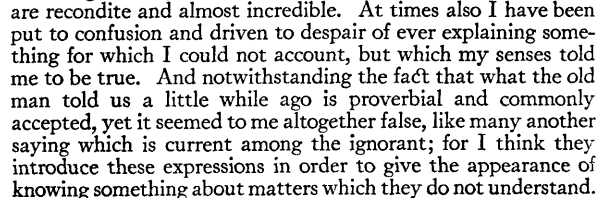 are recondite and almost incredible. At times also I have been
put to confusion and driven to despair of ever explaining some-
thing for which I could not account, but which my senses told
me to be true. And notwithstanding the fact that what the old
man told us a little while ago is proverbial and commonly
accepted, yet it seemed to me altogether false, like many another
saying which is current among the ignorant; for I think they
introduce these expressions in order to give the appearance of
knowing something about matters which they do not understand.